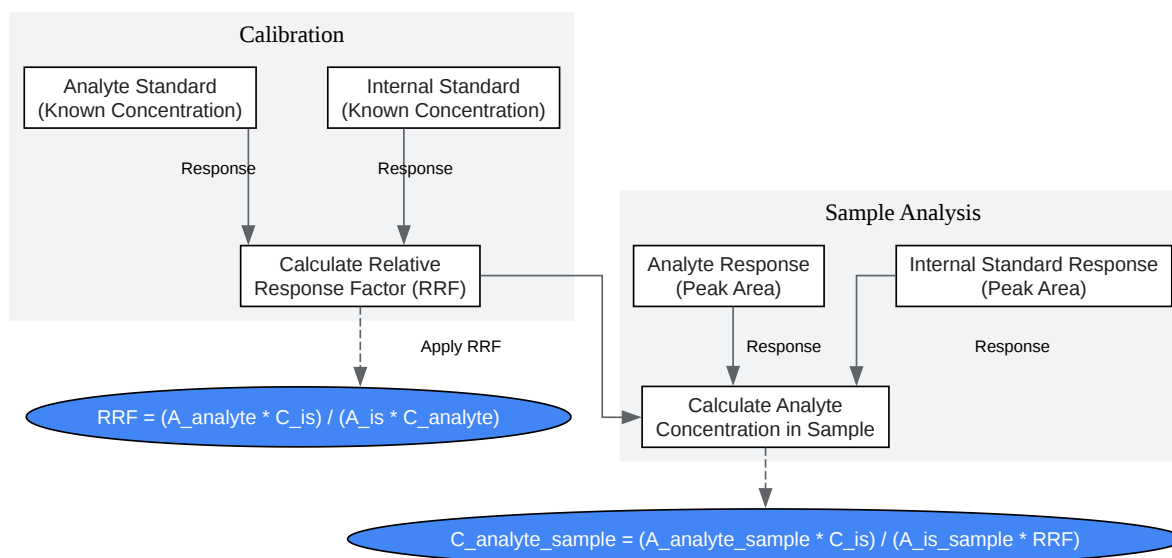 Calibration
Analyte Standard
(Known Concentration)
Internal Standard
(Known Concentration)
Response
Response
Calculate Relative
Response Factor (RRF)
Apply RRF
RRF = (A_analyte * C_is) / (A_is * C_analyte)
Sample Analysis
Analyte Response
(Peak Area)
Internal Standard Response
(Peak Area)
Response
Response
Calculate Analyte
Concentration in Sample
C_analyte_sample = (A_analyte_sample * C_is) / (A_is_sample * RRF)